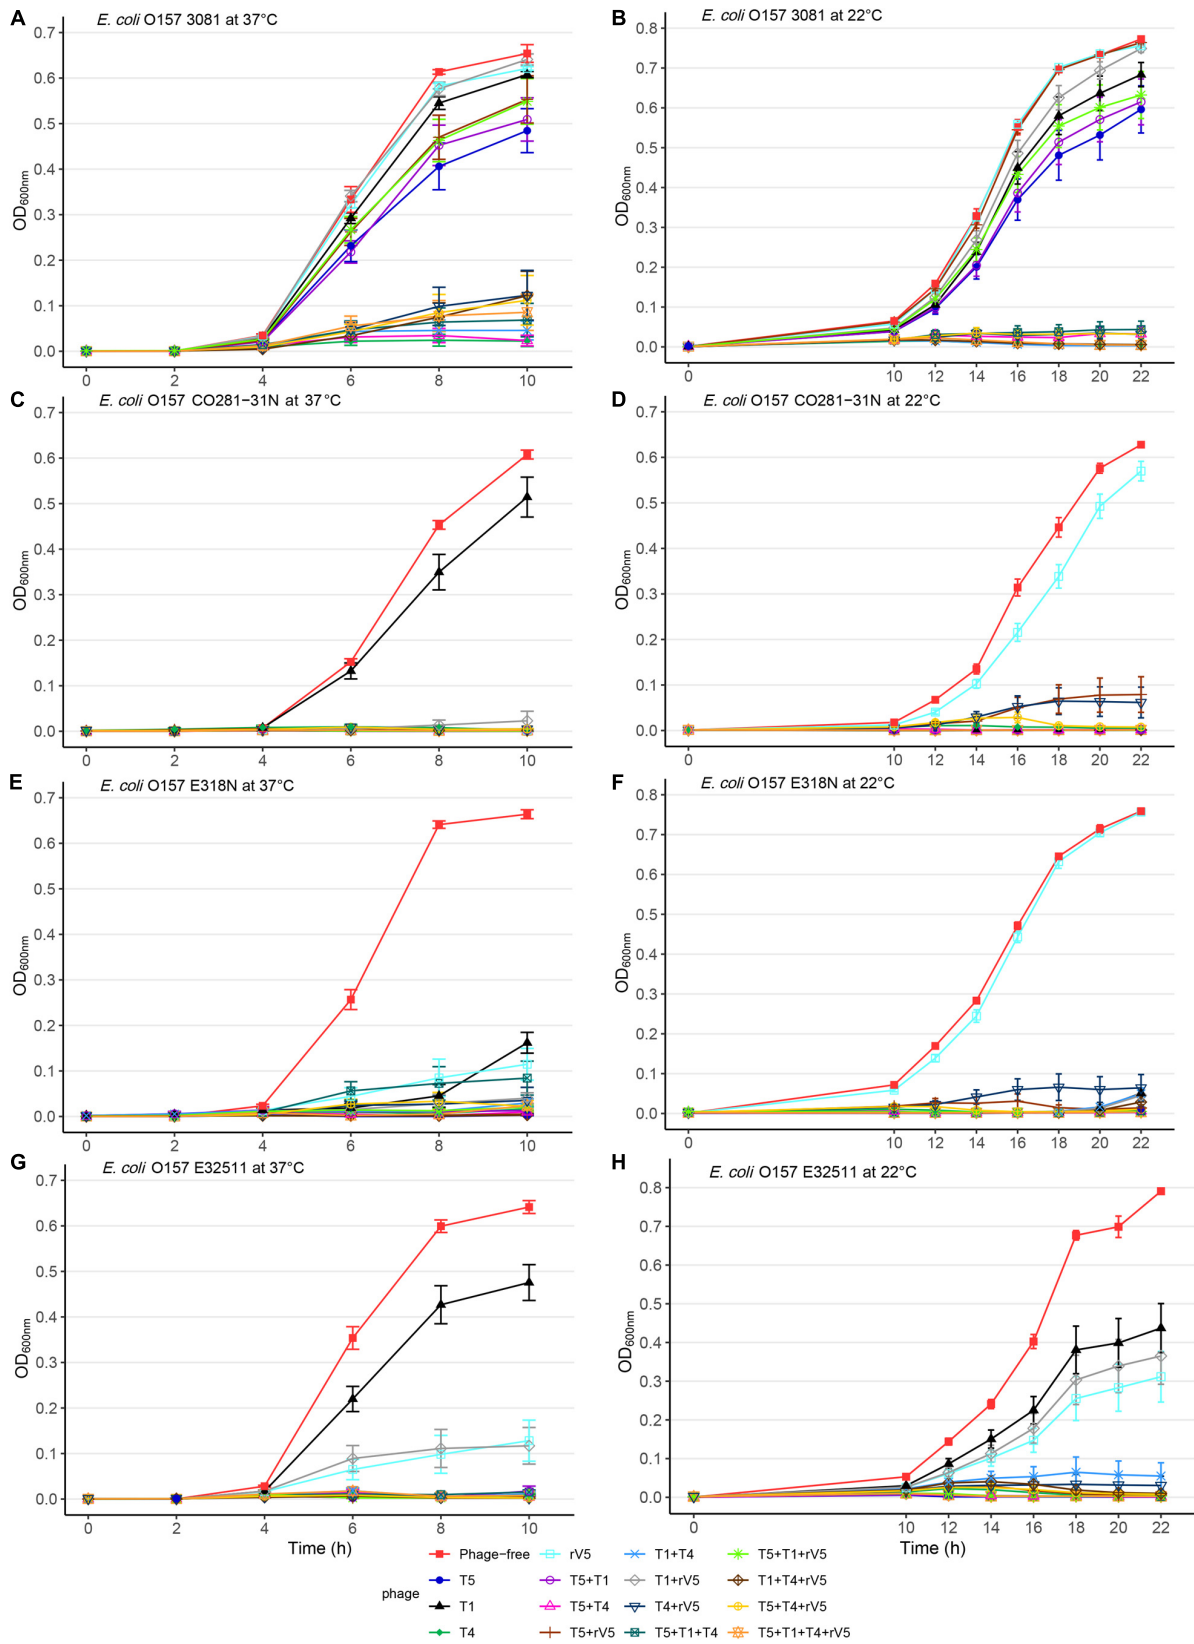 A
E. coli O157 3081 at 37°C
0.7
0.6
0.5
0.4
0.3
0.2
0.1
0.0
OD600nm
0 2 4 6 8 10
B
E. coli O157 3081 at 22°C
0.8
0.7
0.6
0.5
0.4
0.3
0.2
0.1
0.0
OD600nm
0 10 12 14 16 18 20 22
C
E. coli O157 CO281−31N at 37°C
0.7
0.6
0.5
0.4
0.3
0.2
0.1
0.0
OD600nm
0 2 4 6 8 10
D
E. coli O157 CO281−31N at 22°C
0.7
0.6
0.5
0.4
0.3
0.2
0.1
0.0
OD600nm
0 10 12 14 16 18 20 22
E
E. coli O157 E318N at 37°C
0.7
0.6
0.5
0.4
0.3
0.2
0.1
0.0
OD600nm
0 2 4 6 8 10
F
E. coli O157 E318N at 22°C
0.8
0.7
0.6
0.5
0.4
0.3
0.2
0.1
0.0
OD600nm
0 10 12 14 16 18 20 22
G
E. coli O157 E32511 at 37°C
0.7
0.6
0.5
0.4
0.3
0.2
0.1
0.0
OD600nm
0 2 4 6 8 10
Time (h)
H
E. coli O157 E32511 at 22°C
0.8
0.7
0.6
0.5
0.4
0.3
0.2
0.1
0.0
OD600nm
0 10 12 14 16 18 20 22
Time (h)
phage
Phage−free rV5 T1+T4 T5+T1+rV5
T5 T5+T1 T1+rV5 T1+T4+rV5
T1 T5+T4 T4+rV5 T5+T4+rV5
T4 T5+rV5 T5+T1+T4 T5+T1+T4+rV5